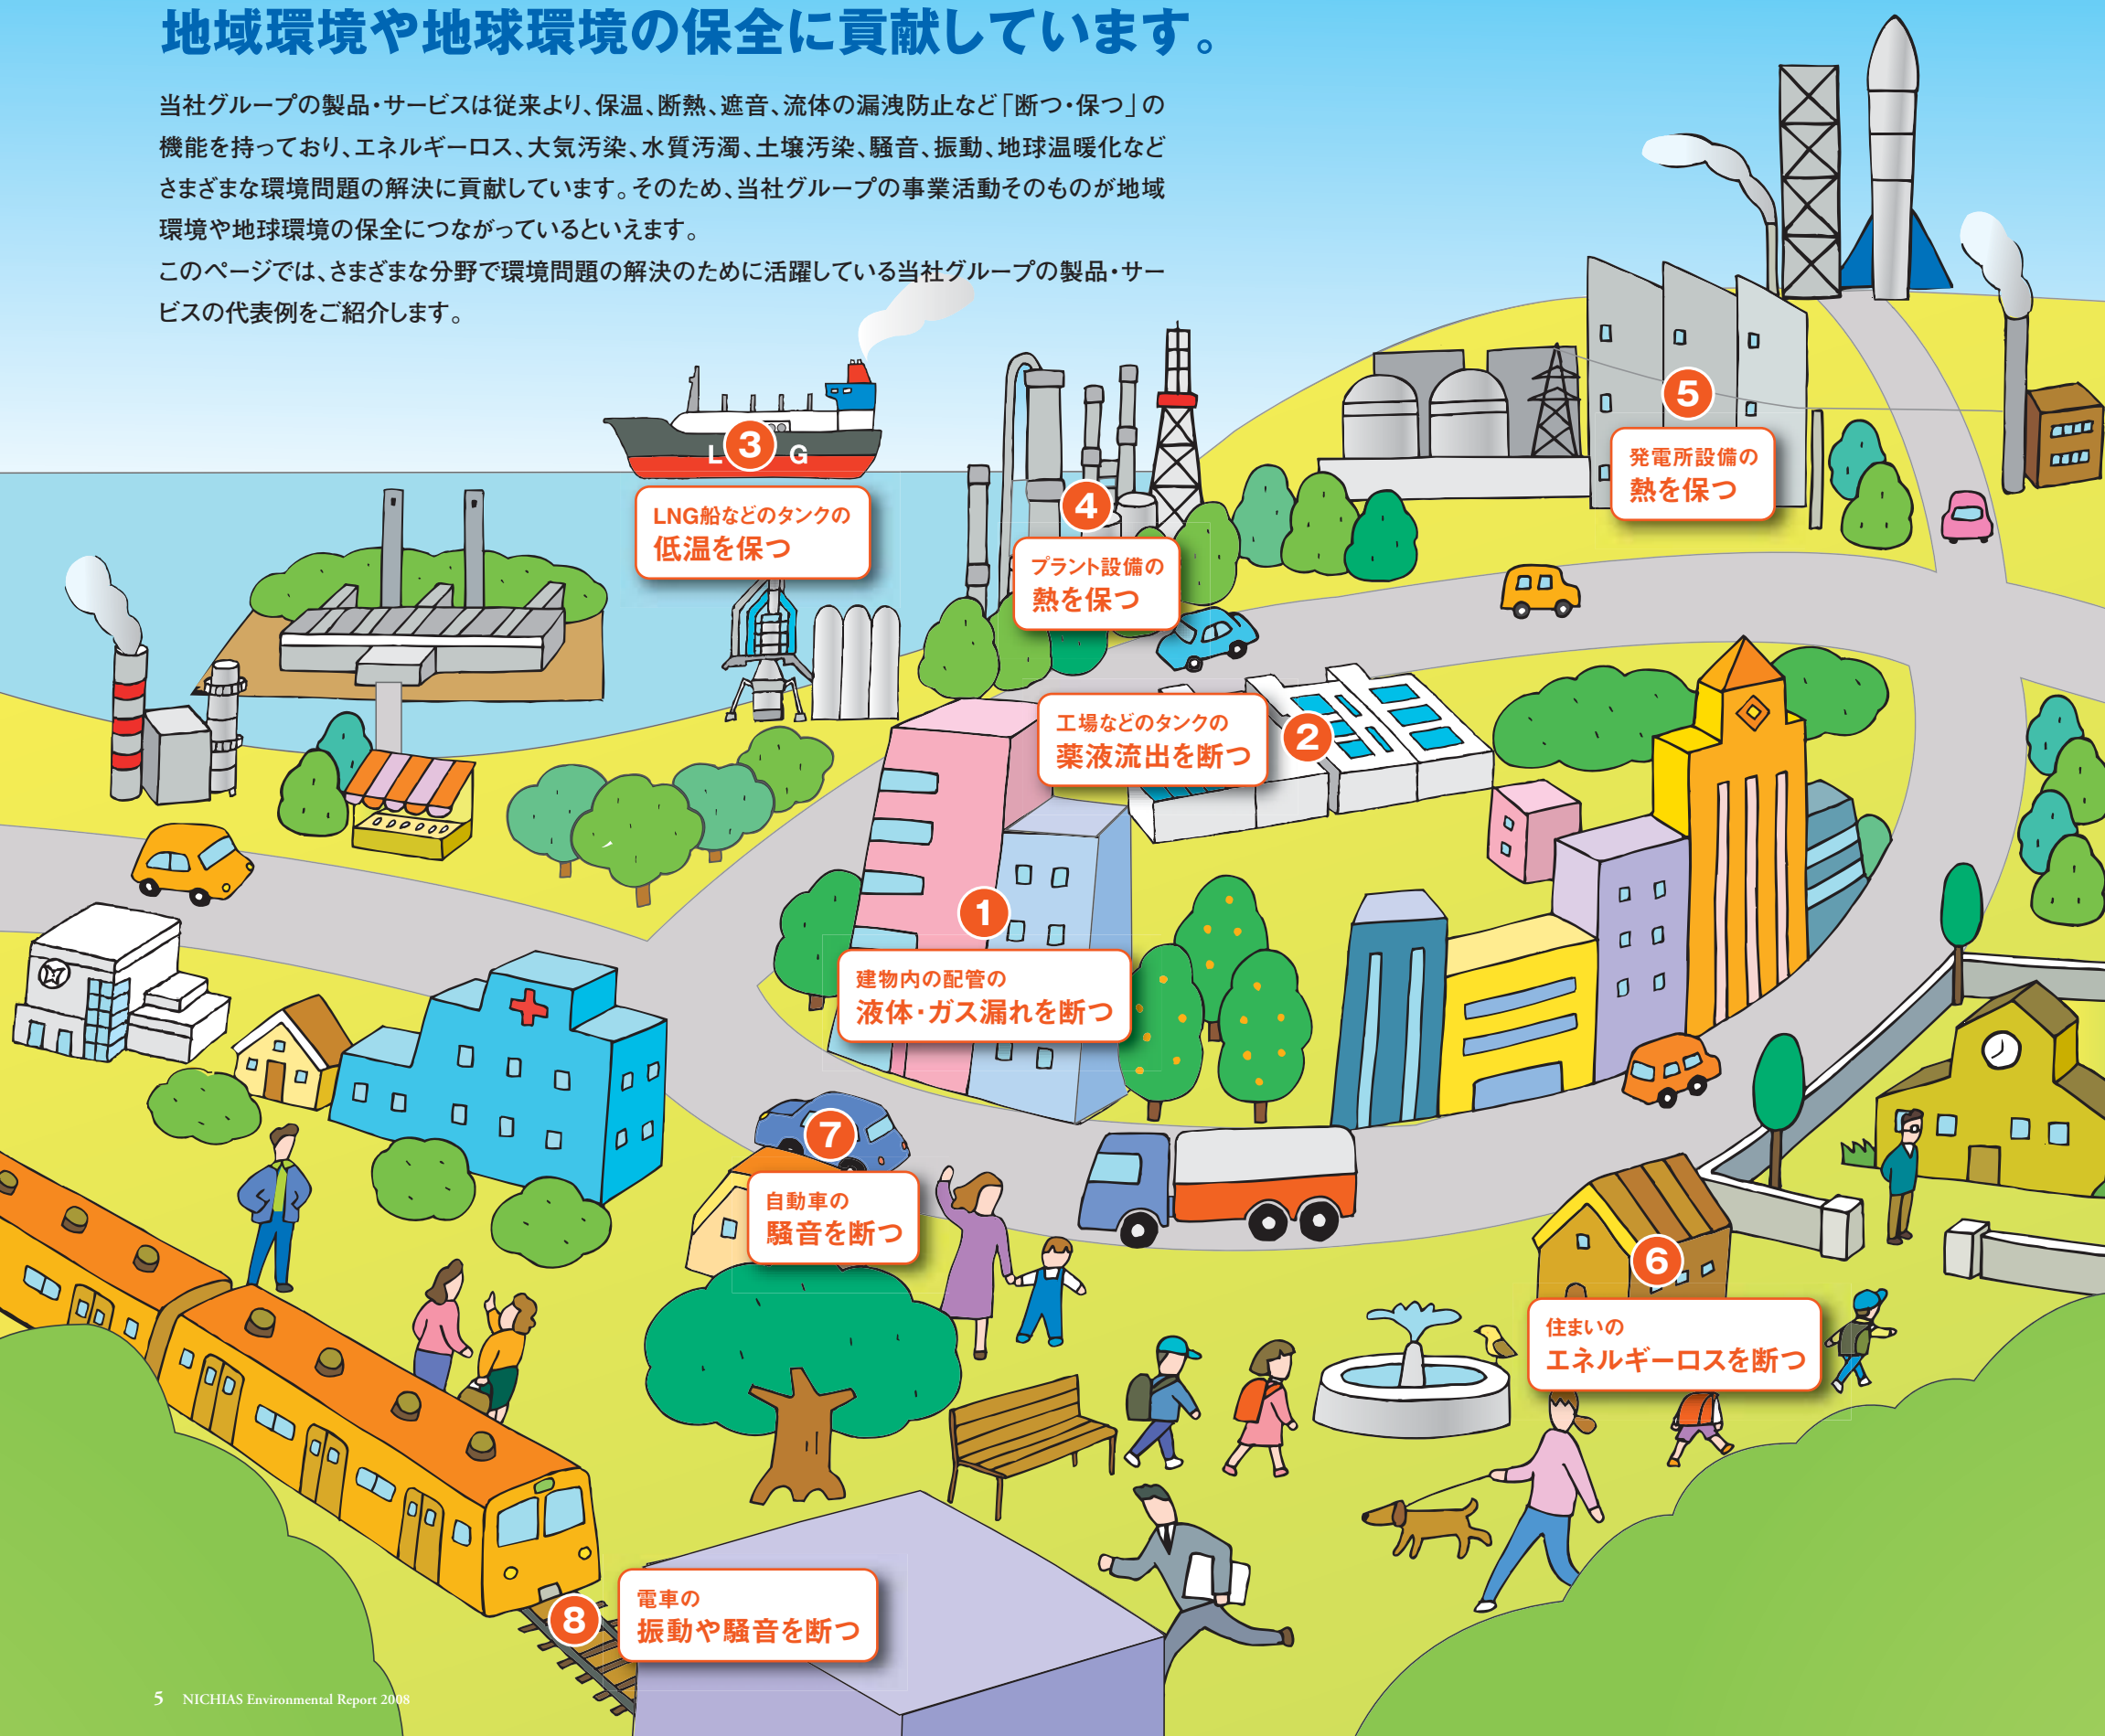 地域環境や地球環境の保全に貢献しています。
当社グループの製品・サービスは従来より、保温、断熱、遮音、流体の漏洩防止など「断つ・保つ」の
機能を持っており、エネルギーロス、大気汚染、水質汚濁、土壌汚染、騒音、振動、地球温暖化など
さまざまな環境問題の解決に貢献しています。そのため、当社グループの事業活動そのものが地域
環境や地球環境の保全につながっているといえます。
このページでは、さまざまな分野で環境問題の解決のために活躍している当社グループの製品・サー
ビスの代表例をご紹介します。
5
発電所設備の
熱を保つ
L 3 G
LNG船などのタンクの
低温を保つ
4
プラント設備の
熱を保つ
工場などのタンクの
薬液流出を断つ
2
1
建物内の配管の
液体・ガス漏れを断つ
7
自動車の
騒音を断つ
6
住まいの
エネルギーロスを断つ
8
電車の
振動や騒音を断つ
5 NICHIAS Environmental Report 2008